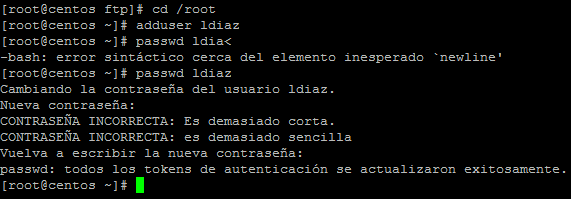 [root@centos ftp]# cd /root
[root@centos ~]# adduser ldiaz
[root@centos ~]# passwd ldia<
-bash: error sintáctico cerca del elemento inesperado `newline'
[root@centos ~]# passwd ldiaz
Cambiando la contraseña del usuario ldiaz.
Nueva contraseña:
CONTRASEÑA INCORRECTA: Es demasiado corta.
CONTRASEÑA INCORRECTA: es demasiado sencilla
Vuelva a escribir la nueva contraseña:
passwd: todos los tokens de autenticación se actualizaron exitosamente.
[root@centos ~]#